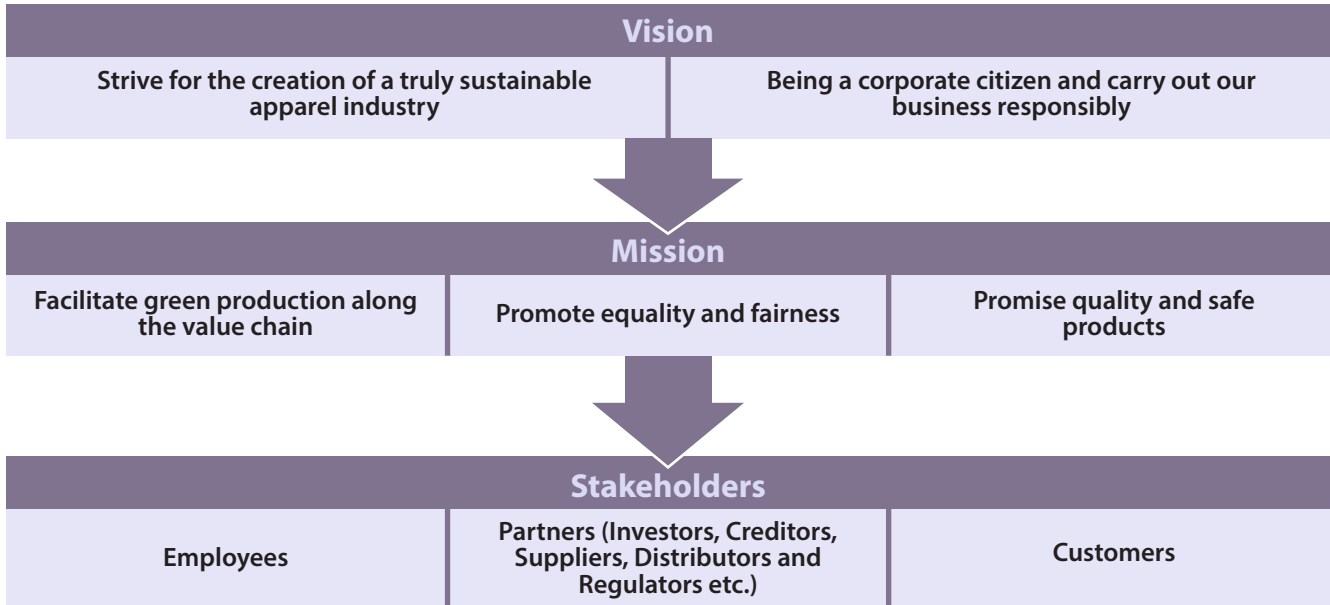 Vision
Strive for the creation of a truly sustainable
apparel industry
Being a corporate citizen and carry out our
business responsibly
Mission
Facilitate green production along
the value chain
Promote equality and fairness
Promise quality and safe
products
Stakeholders
Employees
Partners (Investors, Creditors,
Suppliers, Distributors and
Regulators etc.)
Customers